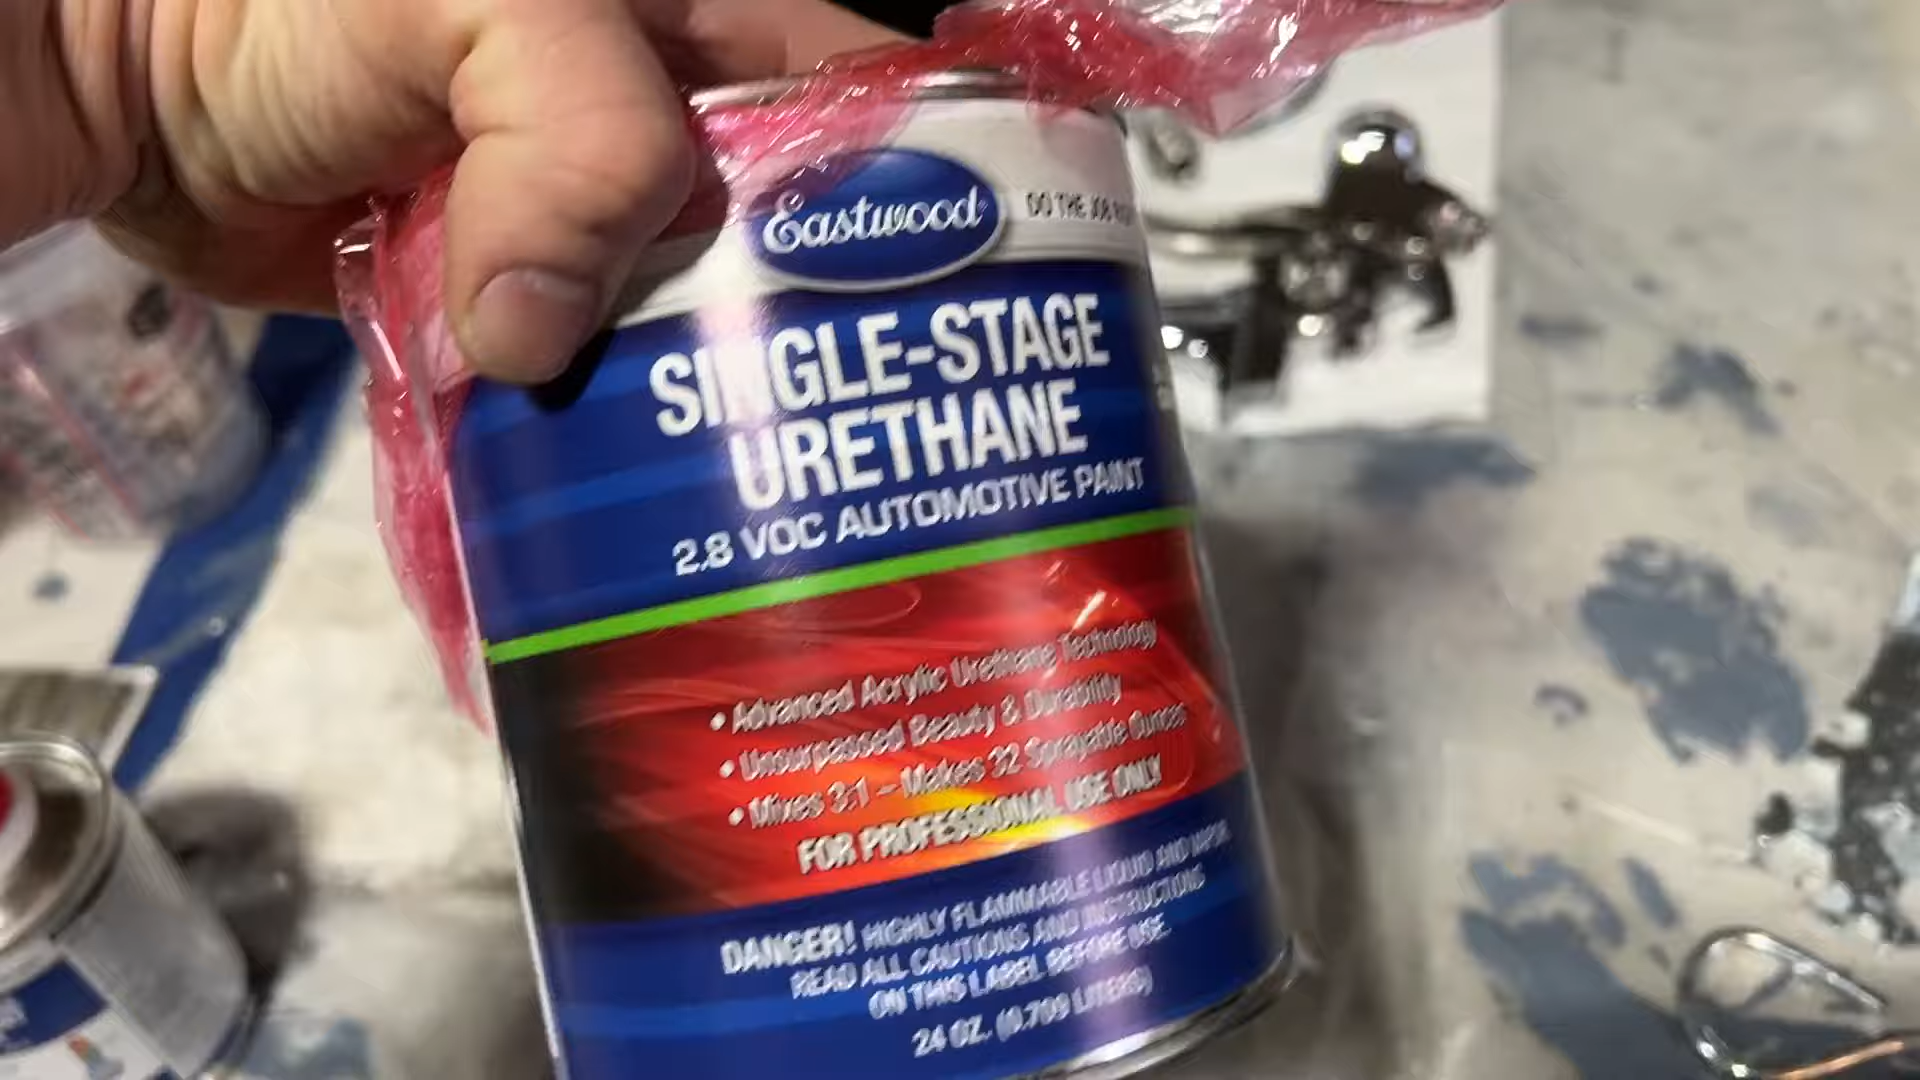 Eastwood
DO THE JOB
SINGLE-STAGE
URETHANE
2.8 VOC AUTOMOTIVE PAINT
• Advanced Acrylic Urethane Technology
• Unsurpassed Beauty & Durability
• Mixes 3:1 – Makes 32 Sprayable Ounces
FOR PROFESSIONAL USE ONLY
DANGER! HIGHLY FLAMMABLE LIQUID AND VAPOR.
READ ALL CAUTIONS AND INSTRUCTIONS
ON THIS LABEL BEFORE USE.
24 OZ. (0.709 LITERS)